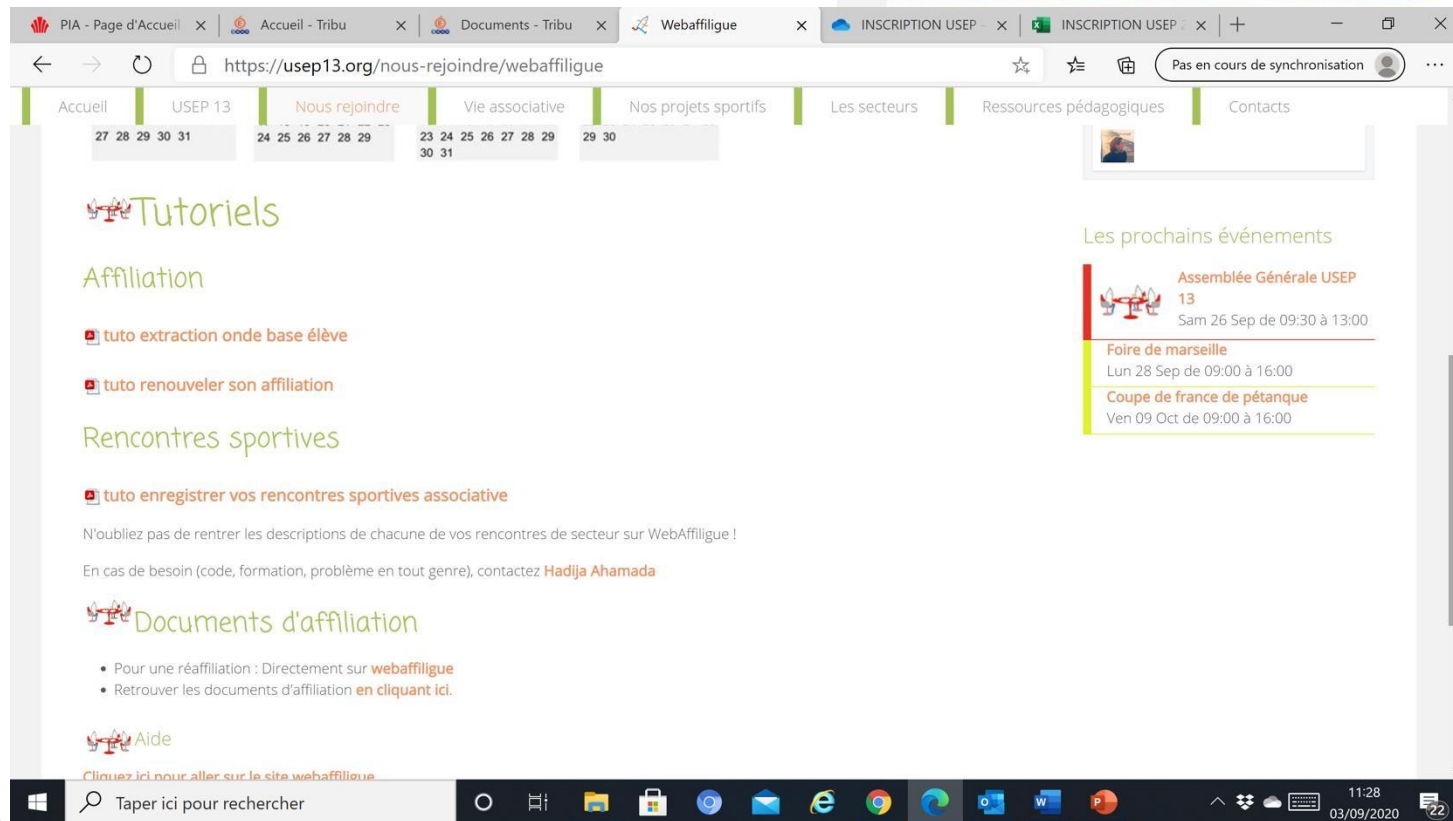 PIA - Page d'Accueil
Accueil - Tribu
Documents - Tribu
Webaffiligue
INSCRIPTION USEP -
INSCRIPTION USEP 2
https://usep13.org/nous-rejoindre/webaffiligue
Pas en cours de synchronisation
Accueil
USEP 13
Nous rejoindre
Vie associative
Nos projets sportifs
Les secteurs
Ressources pédagogiques
Contacts
27 28 29 30 31
24 25 26 27 28 29
23 24 25 26 27 28 29
30 31
29 30
Tutoriels
Affiliation
tuto extraction onde base élève
tuto renouveler son affiliation
Rencontres sportives
tuto enregistrer vos rencontres sportives associative
N'oubliez pas de rentrer les descriptions de chacune de vos rencontres de secteur sur WebAffiligue !
En cas de besoin (code, formation, problème en tout genre), contactez Hadija Ahamada
Documents d'affiliation
• Pour une réaffiliation : Directement sur webaffiligue
• Retrouver les documents d'affiliation en cliquant ici.
Aide
Cliquez ici pour aller sur le site webaffiligue
Les prochains événements
Assemblée Générale USEP
13
Sam 26 Sep de 09:30 à 13:00
Foire de marseille
Lun 28 Sep de 09:00 à 16:00
Coupe de france de pétanque
Ven 09 Oct de 09:00 à 16:00
Taper ici pour rechercher
11:28
03/09/2020
22